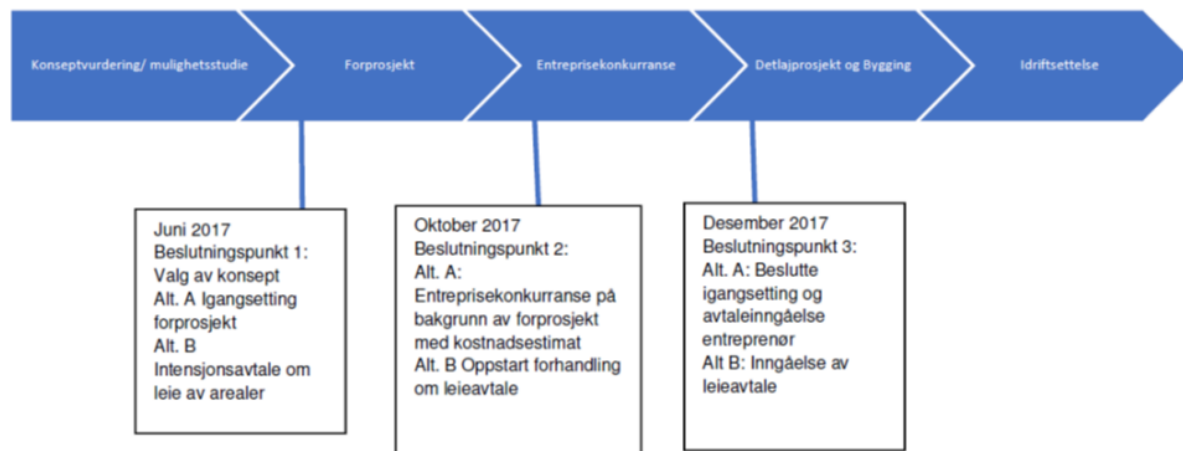 Konseptvurdering/ mulighetsstudie
Forprosjekt
Entreprisekonkurranse
Detlajprosjekt og Bygging
Idriftsettelse
Juni 2017
Beslutningspunkt 1:
Valg av konsept
Alt. A Igangsetting
forprosjekt
Alt. B
Intensjonsavtale om
leie av arealer
Oktober 2017
Beslutningspunkt 2:
Alt. A:
Entreprisekonkurranse på
bakgrunn av forprosjekt
med kostnadsestimat
Alt. B Oppstart forhandling
om leieavtale
Desember 2017
Beslutningspunkt 3:
Alt. A: Beslutte
igangsetting og
avtaleinngåelse
entreprenør
Alt B: Inngåelse av
leieavtale